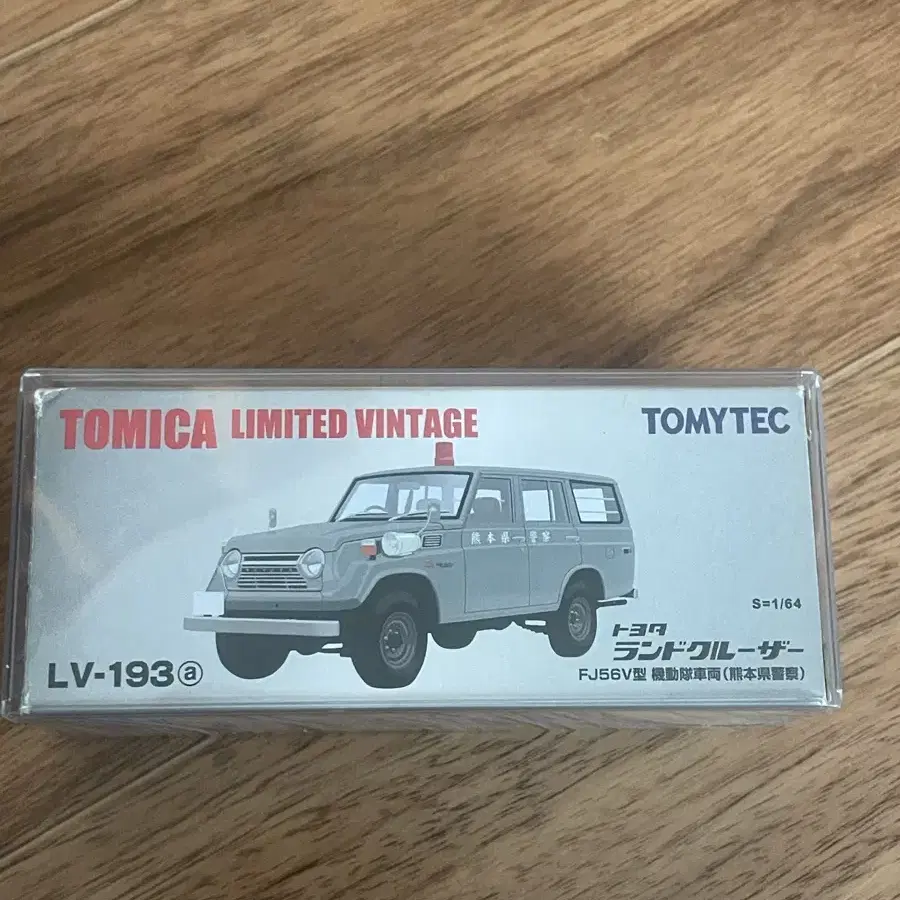 TOMICA LIMITED VINTAGE
TOMYTEC
熊本県警察
S=1/64
トヨタ
ランドクルーザー
LV-193ⓐ
FJ56V型 機動隊車両(熊本県警察)